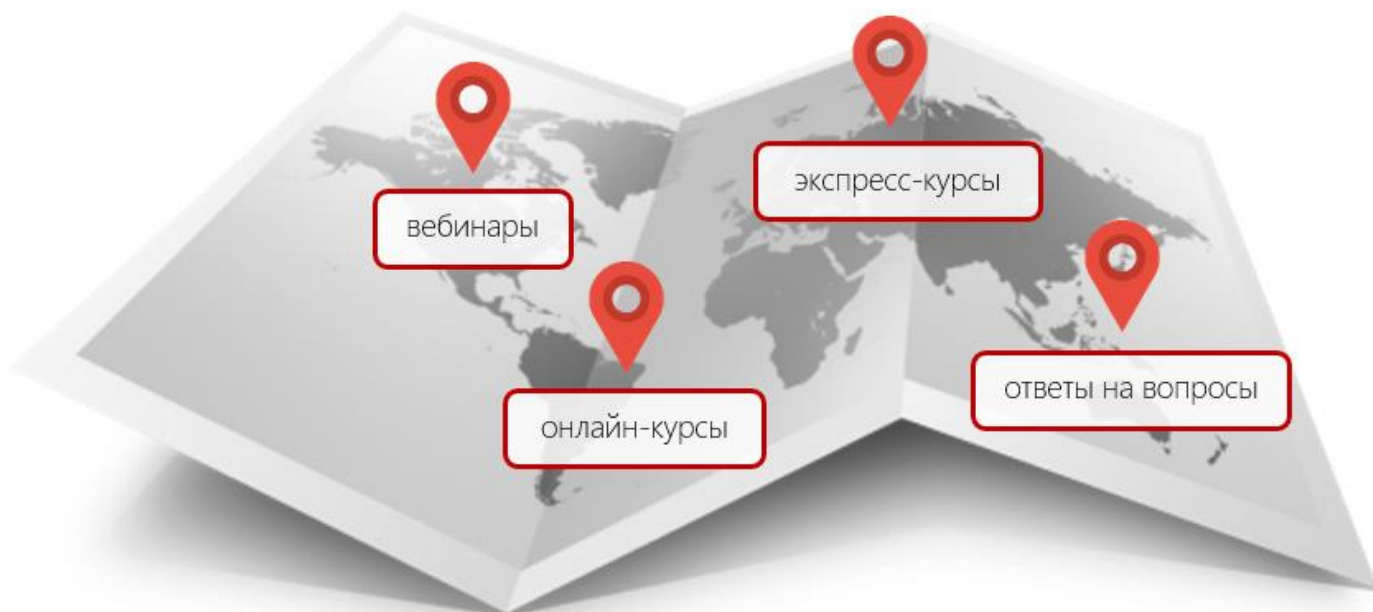 экспресс-курсы
вебинары
ответы на вопросы
онлайн-курсы